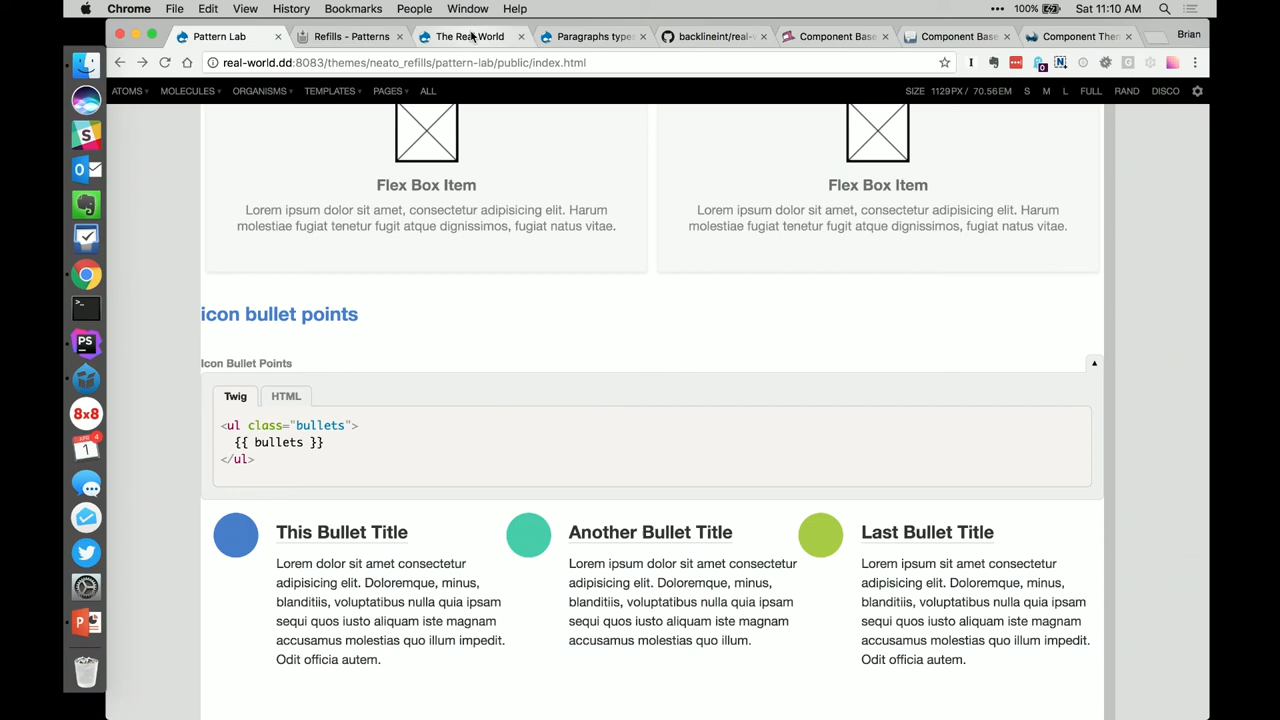 Chrome File Edit View History Bookmarks People Window Help
100% Sat 11:10 AM
Pattern Lab
Refills - Patterns
The Real World
Paragraphs types
backlineint/real-
Component Base
Component Base
Component Them
Brian
real-world.dd:8083/themes/neato_refills/pattern-lab/public/index.html
ATOMS MOLECULES ORGANISMS TEMPLATES PAGES ALL
SIZE 1129PX / 70.56EM S M L FULL RAND DISCO
Flex Box Item
Lorem ipsum dolor sit amet, consectetur adipisicing elit. Harum
molestiae fugiat tenetur fugit atque dignissimos, fugiat natus vitae.
Flex Box Item
Lorem ipsum dolor sit amet, consectetur adipisicing elit. Harum
molestiae fugiat tenetur fugit atque dignissimos, fugiat natus vitae.
icon bullet points
Icon Bullet Points
Twig HTML
<ul class="bullets">
{{ bullets }}
</ul>
This Bullet Title
Lorem ipsum dolor sit amet consectetur
adipisicing elit. Doloremque, minus,
blanditiis, voluptatibus nulla quia ipsam
sequi quos iusto aliquam iste magnam
accusamus molestias quo illum impedit.
Odit officia autem.
Another Bullet Title
Lorem ipsum dolor sit amet consectetur
adipisicing elit. Doloremque, minus,
blanditiis, voluptatibus nulla quia ipsam
sequi quos iusto aliquam iste magnam
accusamus molestias quo illum.
Last Bullet Title
Lorem ipsum sit amet consectetur
adipisicing elit. Doloremque, minus,
blanditiis, voluptatibus nulla quia ipsam
sequi quos iusto aliquam iste magnam
accusamus molestias quo illum impedit.
Odit officia autem.
PS
8x8
1